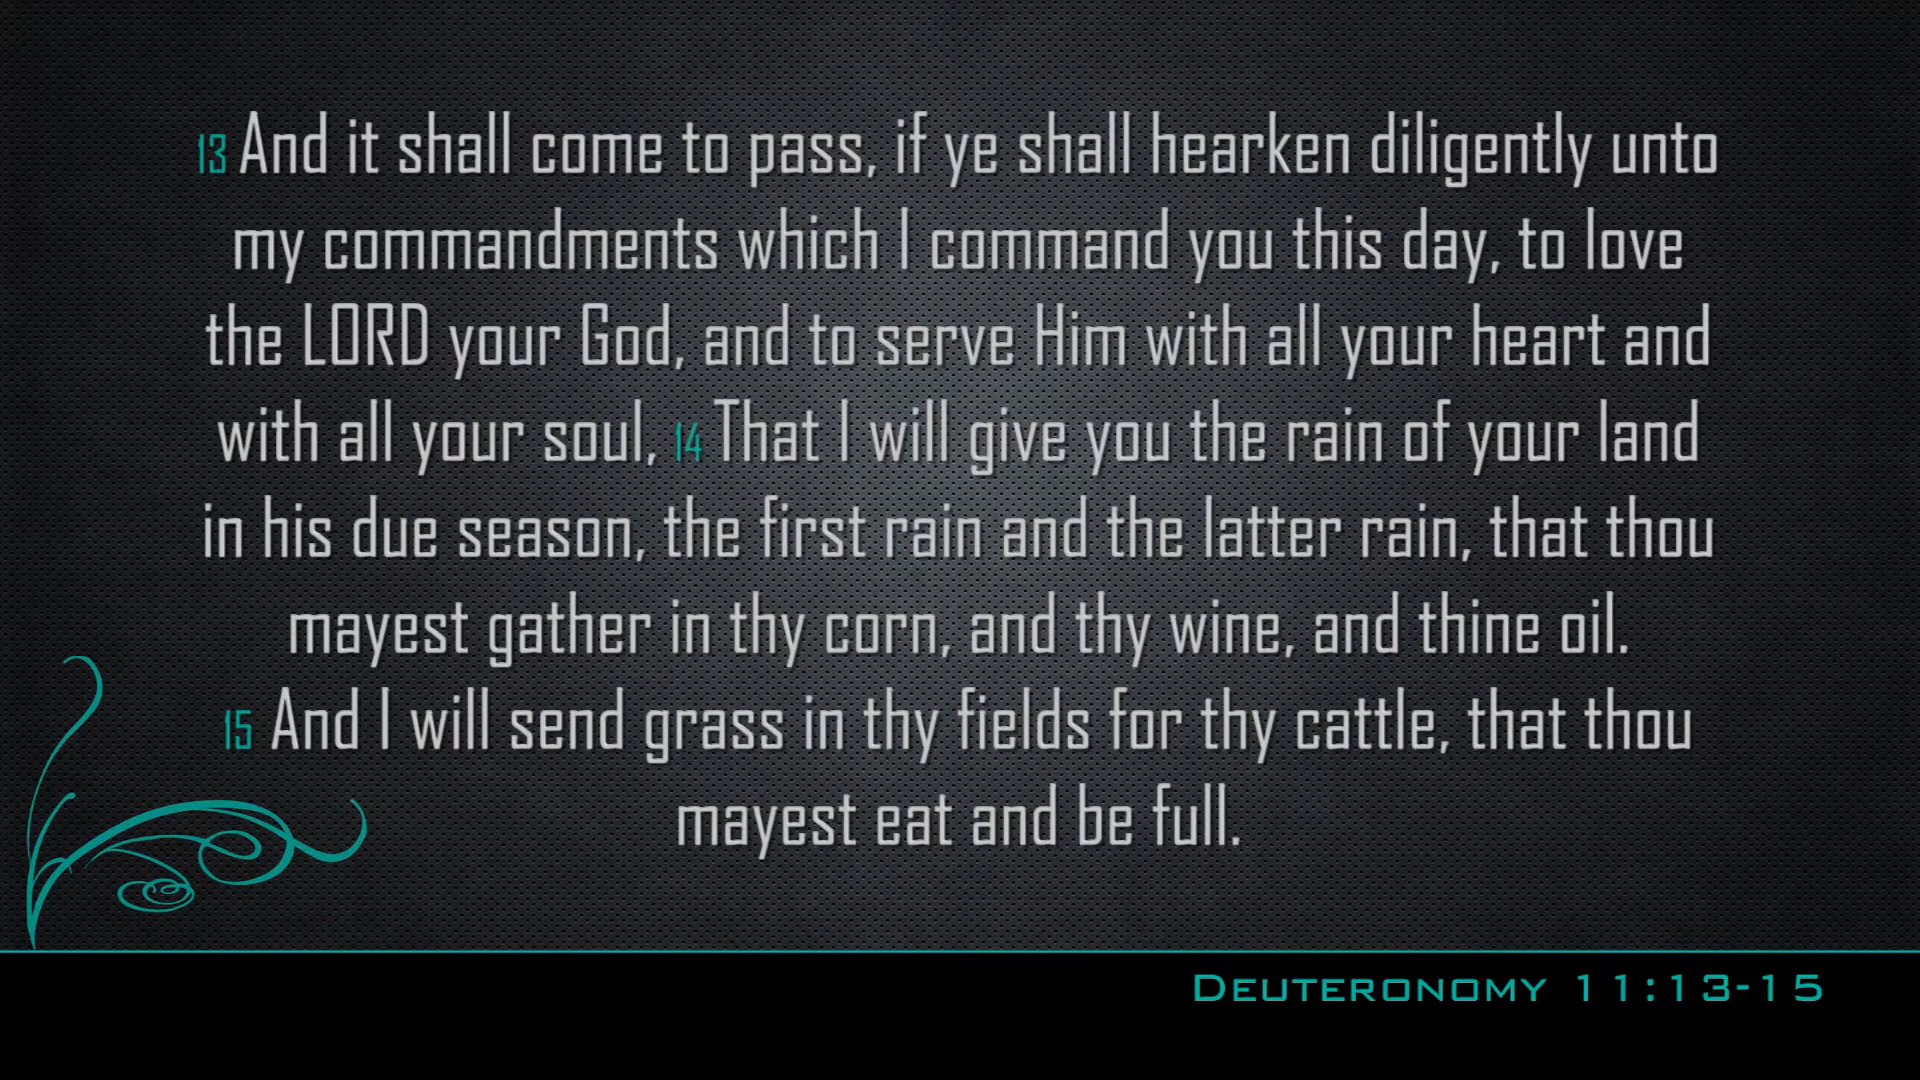 13 And it shall come to pass, if ye shall hearken diligently unto
my commandments which I command you this day, to love
the LORD your God, and to serve Him with all your heart and
with all your soul, 14 That I will give you the rain of your land
in his due season, the first rain and the latter rain, that thou
mayest gather in thy corn, and thy wine, and thine oil.
15 And I will send grass in thy fields for thy cattle, that thou
mayest eat and be full.
Deuteronomy 11:13-15